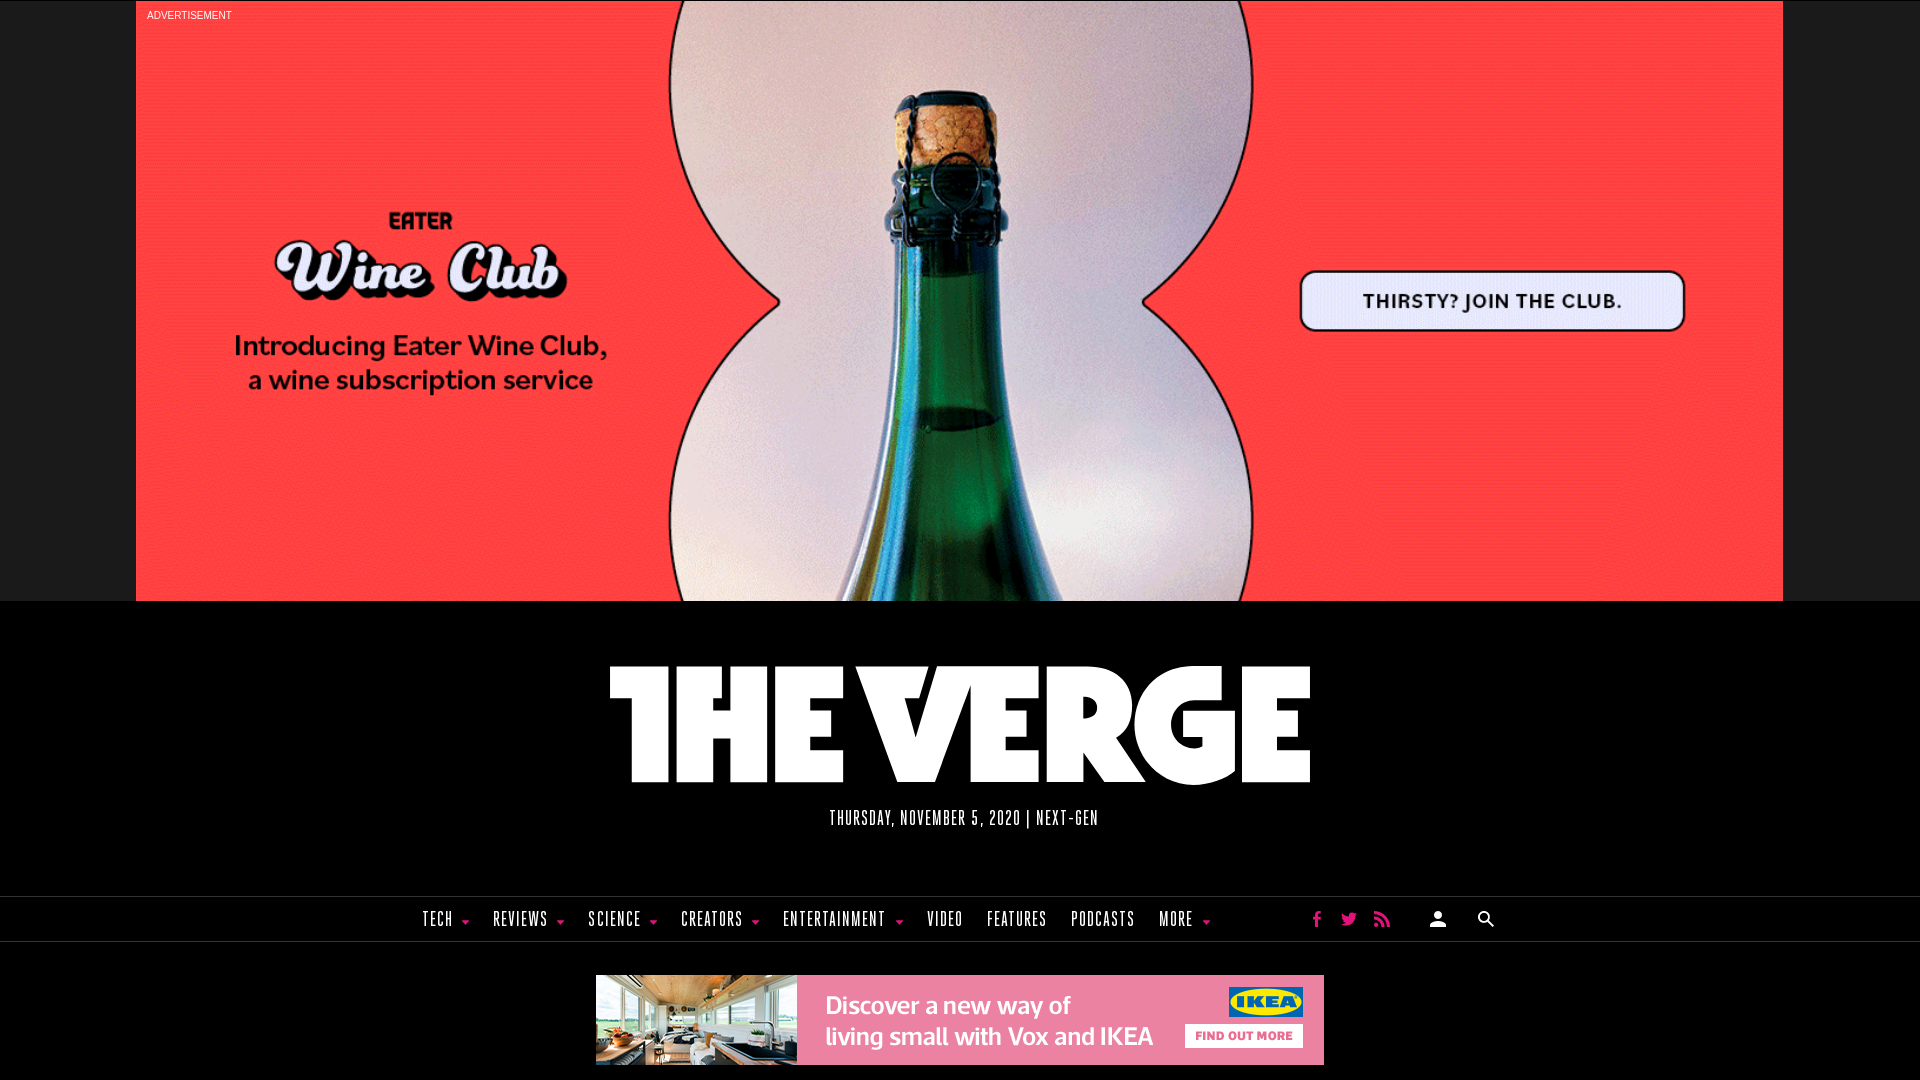 ADVERTISEMENT
EATER
Wine Club
Introducing Eater Wine Club,
a wine subscription service
THIRSTY? JOIN THE CLUB.
THE VERGE
THURSDAY, NOVEMBER 5, 2020 | NEXT-GEN
TECH REVIEWS SCIENCE CREATORS ENTERTAINMENT VIDEO FEATURES PODCASTS MORE
Discover a new way of
living small with Vox and IKEA
IKEA
FIND OUT MORE